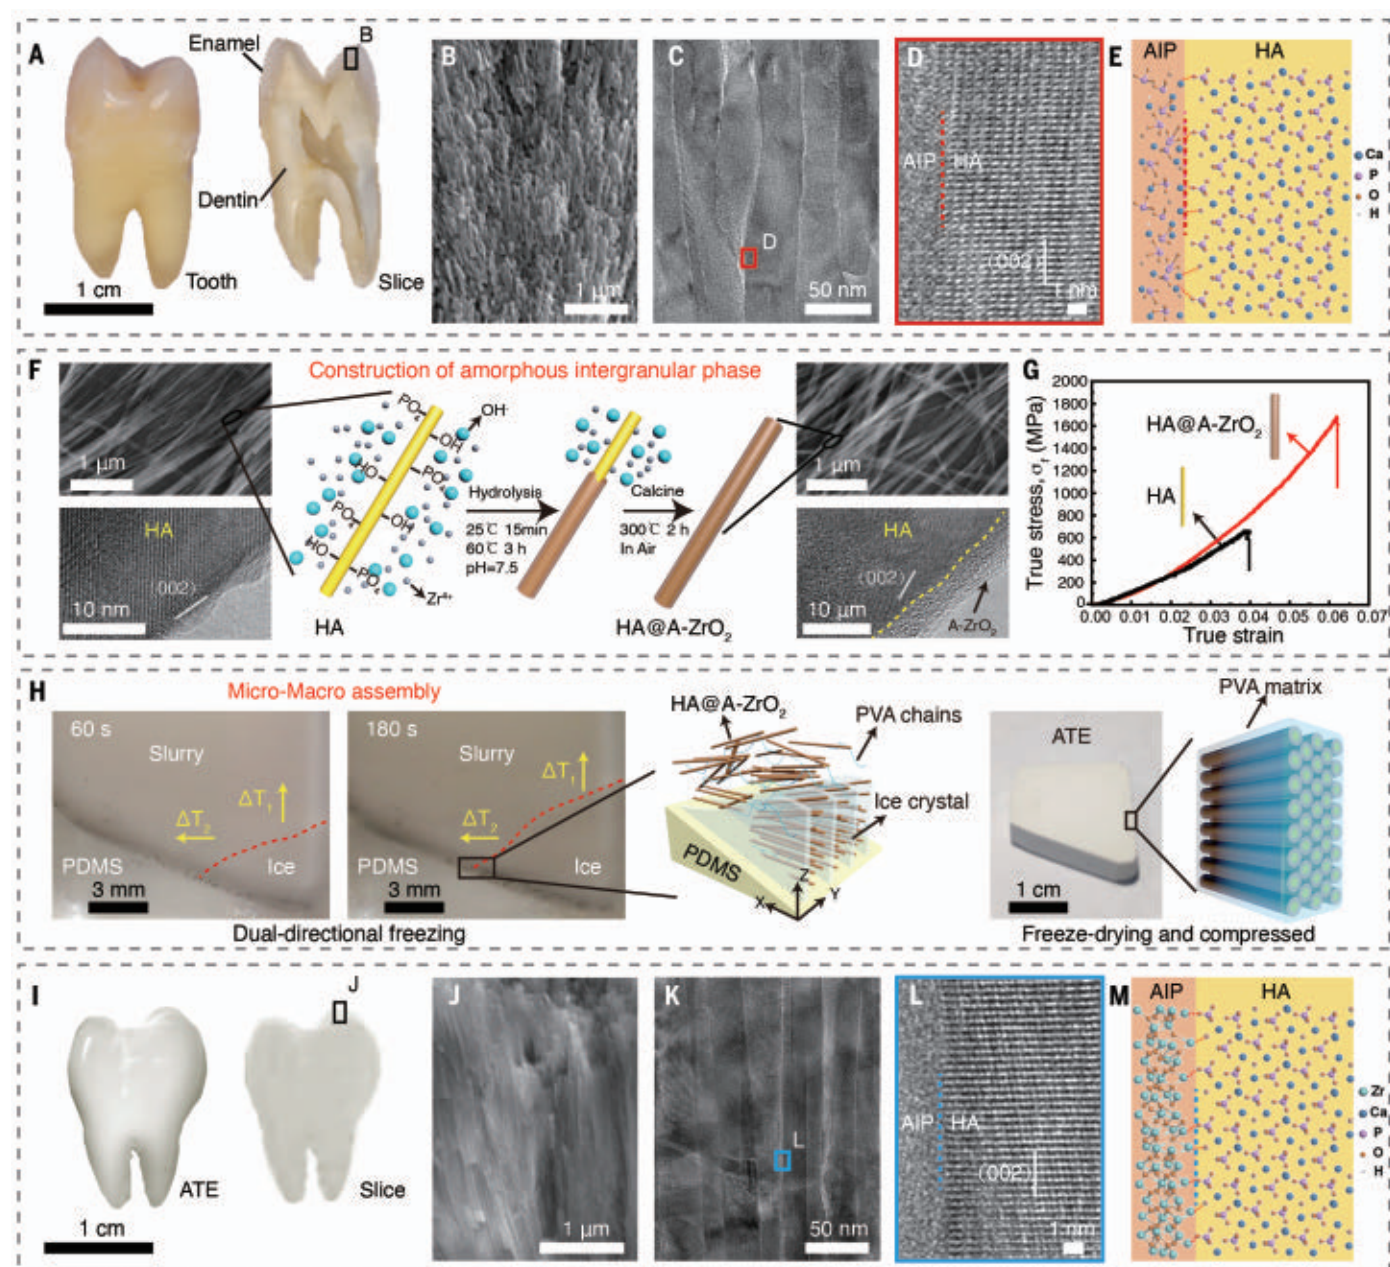 A
Enamel
B
Dentin
1 cm
Tooth
Slice
B
1 μm
C
D
50 nm
D
AIP
HA
(002)
1 nm
E
AIP
HA
Ca
P
O
H
F
Construction of amorphous intergranular phase
1 μm
HA
(002)
10 nm
PO4
OH-
OH
HO
PO4
PO4
OH
HO
PO4
Zr4+
HA
Hydrolysis
25℃ 15min
60℃ 3 h
pH=7.5
Calcine
300℃ 2 h
In Air
HA@A-ZrO2
1 μm
HA
(002)
10 μm
A-ZrO2
G
True stress, σf (MPa)
2000
1800
1600
1400
1200
1000
800
600
400
200
0
HA@A-ZrO2
HA
0.00 0.01 0.02 0.03 0.04 0.05 0.06 0.07
True strain
H
Micro-Macro assembly
60 s
Slurry
ΔT1
ΔT2
PDMS
Ice
3 mm
180 s
Slurry
ΔT1
ΔT2
PDMS
Ice
3 mm
Dual-directional freezing
HA@A-ZrO2
PVA chains
Ice crystal
PDMS
Z
X
Y
ATE
1 cm
PVA matrix
Freeze-drying and compressed
I
J
ATE
Slice
1 cm
J
1 μm
K
L
50 nm
L
AIP
HA
(002)
1 nm
M
AIP
HA
Zr
Ca
P
O
H